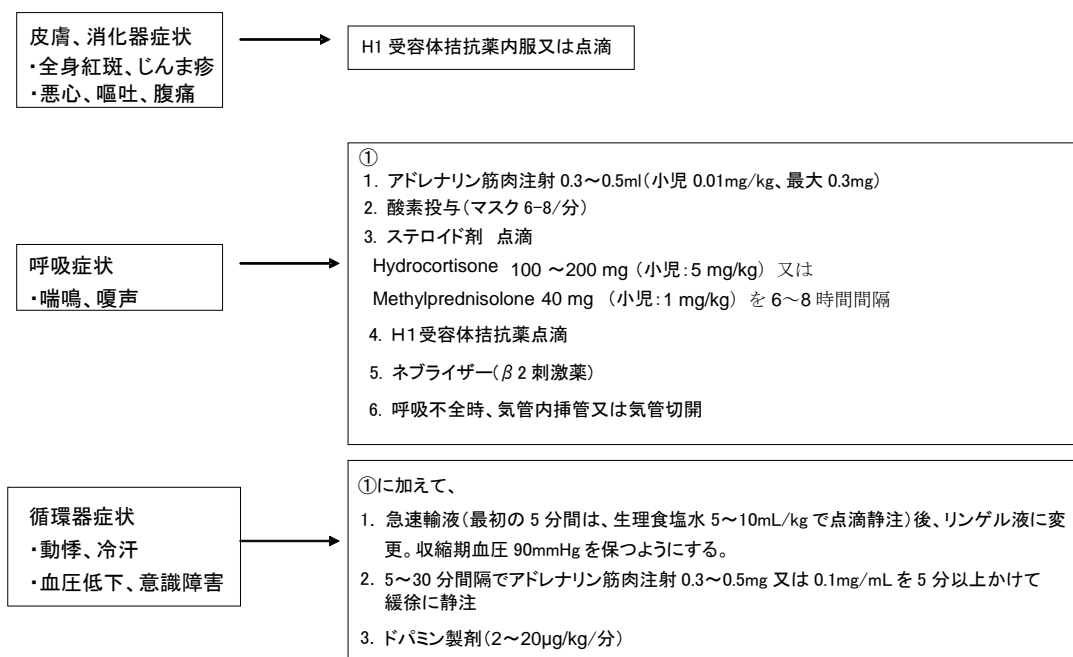 皮膚、消化器症状
・全身紅斑、じんま疹
・悪心、嘔吐、腹痛
H1 受容体拮抗薬内服又は点滴
呼吸症状
・喘鳴、嗄声
①
1. アドレナリン筋肉注射 0.3～0.5ml(小児 0.01mg/kg、最大 0.3mg)
2. 酸素投与(マスク 6-8/分)
3. ステロイド剤 点滴
Hydrocortisone 100 ～200 mg (小児:5 mg/kg) 又は
Methylprednisolone 40 mg (小児:1 mg/kg) を 6～8 時間間隔
4. H1受容体拮抗薬点滴
5. ネブライザー(β2 刺激薬)
6. 呼吸不全時、気管内挿管又は気管切開
循環器症状
・動悸、冷汗
・血圧低下、意識障害
①に加えて、
1. 急速輸液(最初の 5 分間は、生理食塩水 5～10mL/kg で点滴静注)後、リンゲル液に変
更。収縮期血圧 90mmHg を保つようにする。
2. 5～30 分間隔でアドレナリン筋肉注射 0.3～0.5mg 又は 0.1mg/mL を 5 分以上かけて
緩徐に静注
3. ドパミン製剤(2～20μg/kg/分)